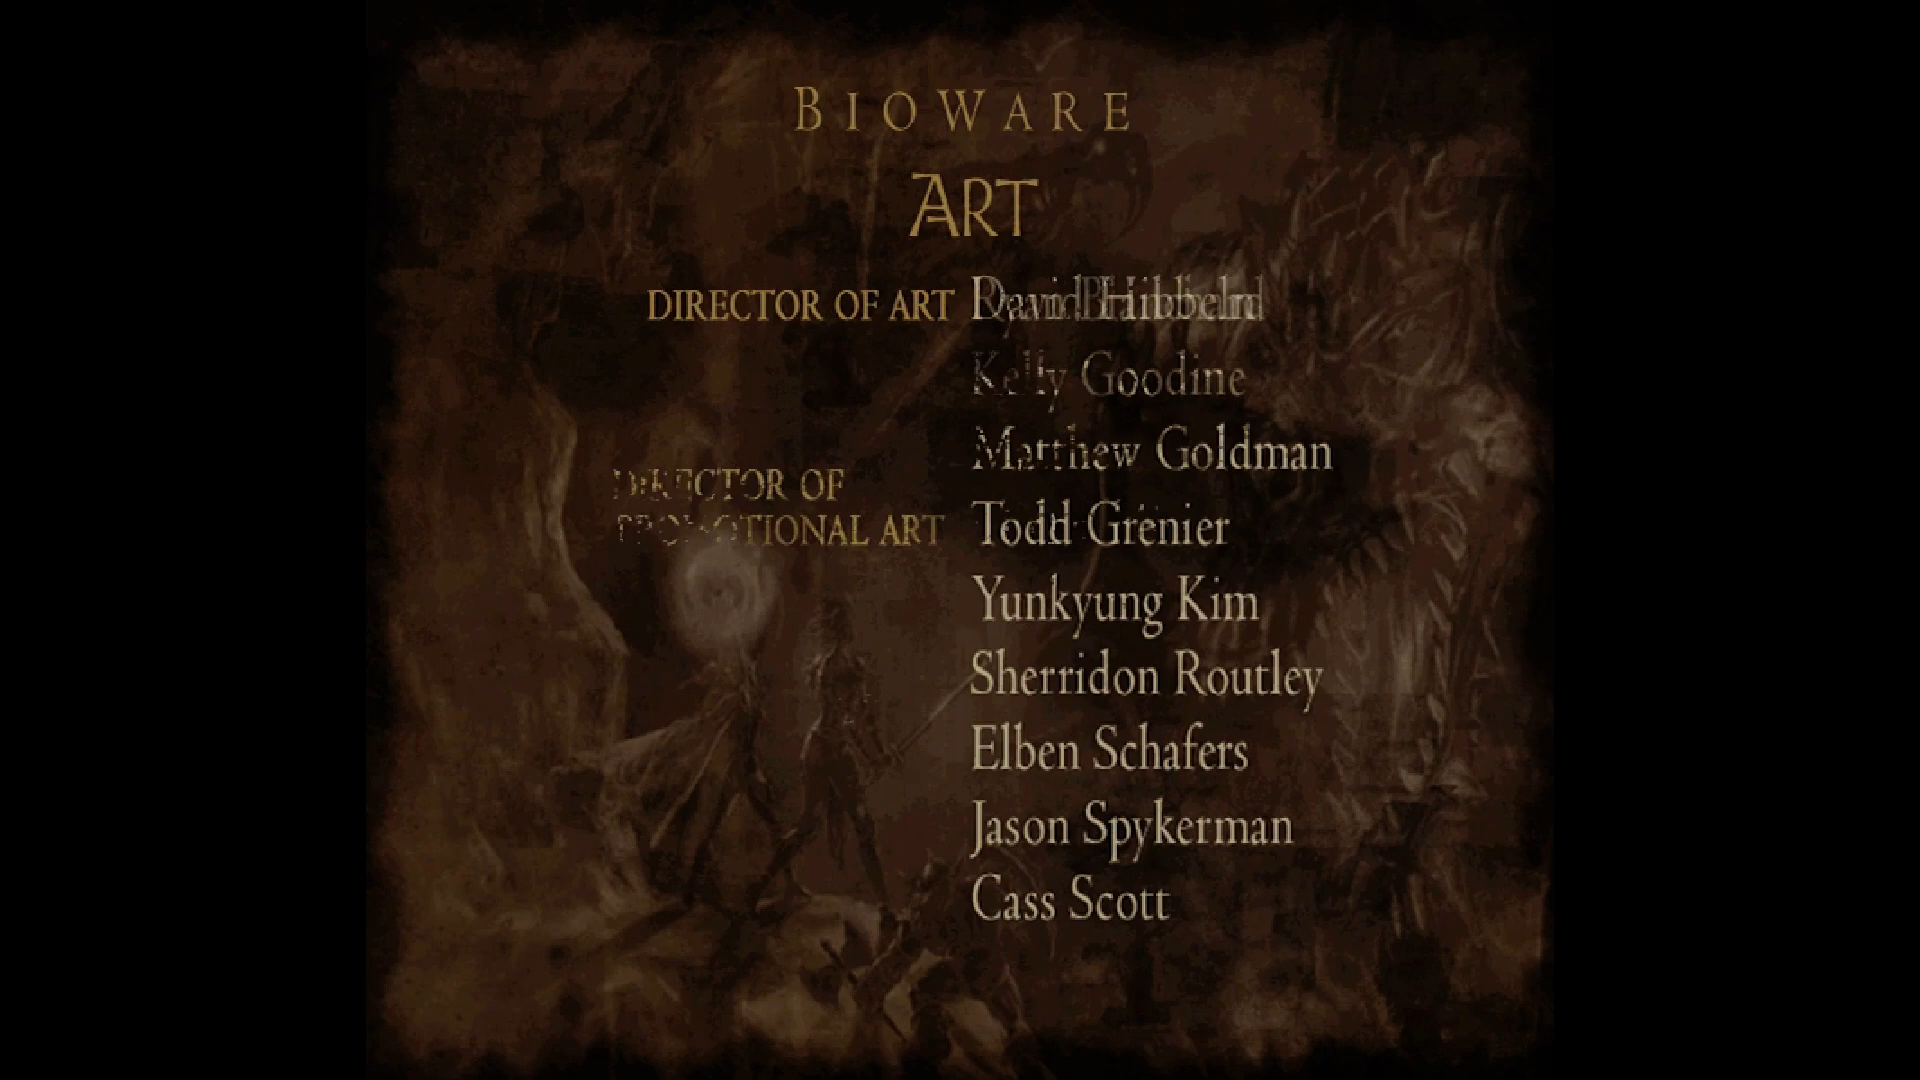 BIOWARE
ART
DIRECTOR OF ART
Kelly Goodine
Matthew Goldman
DIRECTOR OF
PROMOTIONAL ART
Todd Grenier
Yunkyung Kim
Sherridon Routley
Elben Schafers
Jason Spykerman
Cass Scott